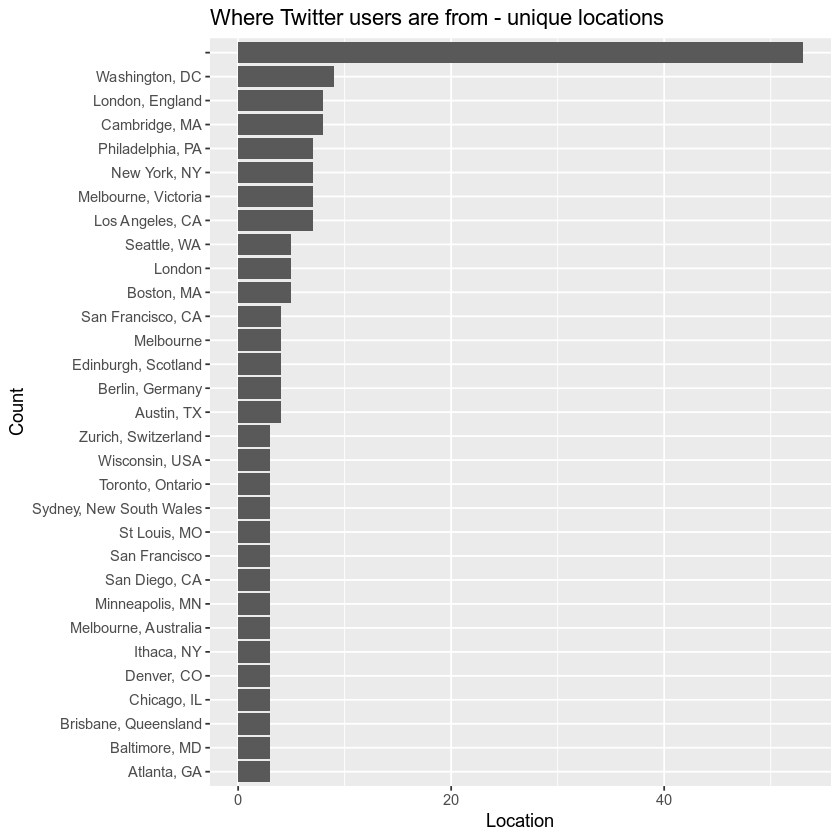 Where Twitter users are from - unique locations
Washington, DC
London, England
Cambridge, MA
Philadelphia, PA
New York, NY
Melbourne, Victoria
Los Angeles, CA
Seattle, WA
London
Boston, MA
San Francisco, CA
Melbourne
Edinburgh, Scotland
Berlin, Germany
Austin, TX
Zurich, Switzerland
Wisconsin, USA
Toronto, Ontario
Sydney, New South Wales
St Louis, MO
San Francisco
San Diego, CA
Minneapolis, MN
Melbourne, Australia
Ithaca, NY
Denver, CO
Chicago, IL
Brisbane, Queensland
Baltimore, MD
Atlanta, GA
Count
0 20 40
Location